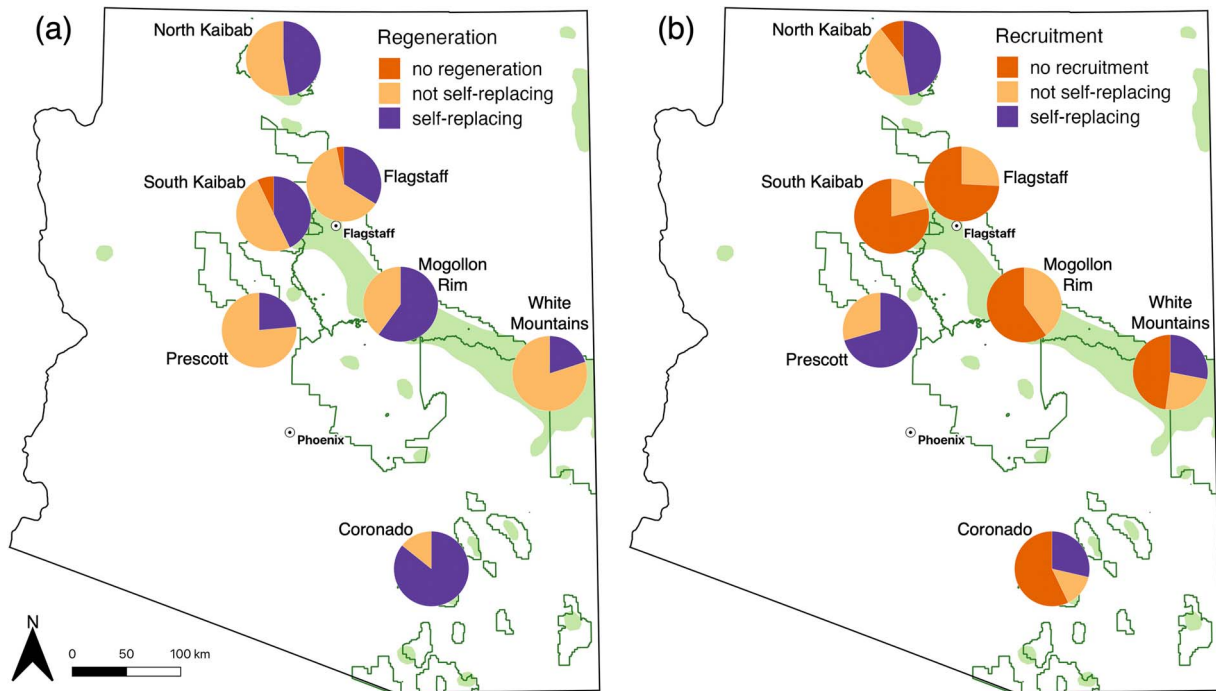 (a)
North Kaibab
Regeneration
no regeneration
not self-replacing
self-replacing
South Kaibab
Flagstaff
Flagstaff
Mogollon
Rim
White
Mountains
Prescott
Phoenix
Coronado
N
0 50 100 km
(b)
North Kaibab
Recruitment
no recruitment
not self-replacing
self-replacing
South Kaibab
Flagstaff
Flagstaff
Mogollon
Rim
White
Mountains
Prescott
Phoenix
Coronado